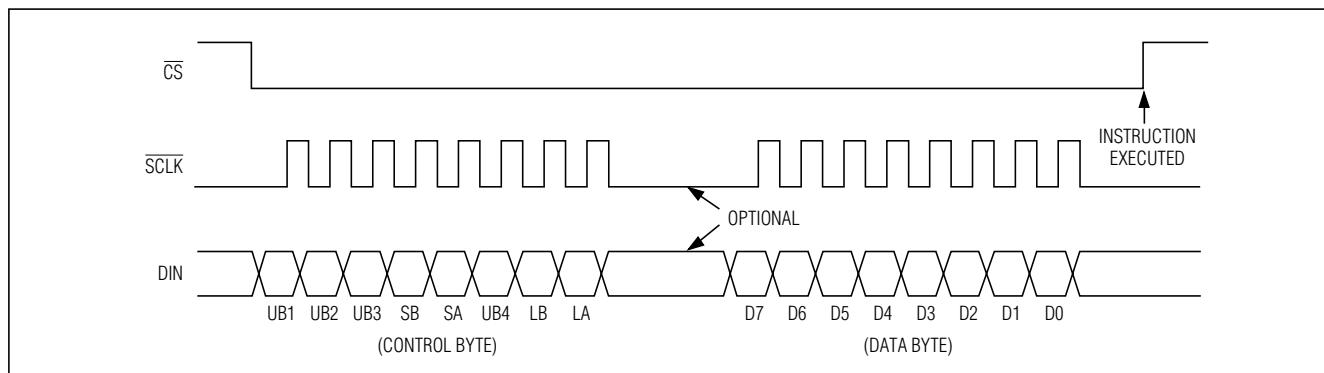 CS
INSTRUCTION
EXECUTED
SCLK
OPTIONAL
DIN
UB1 UB2 UB3 SB SA UB4 LB LA D7 D6 D5 D4 D3 D2 D1 D0
(CONTROL BYTE) (DATA BYTE)